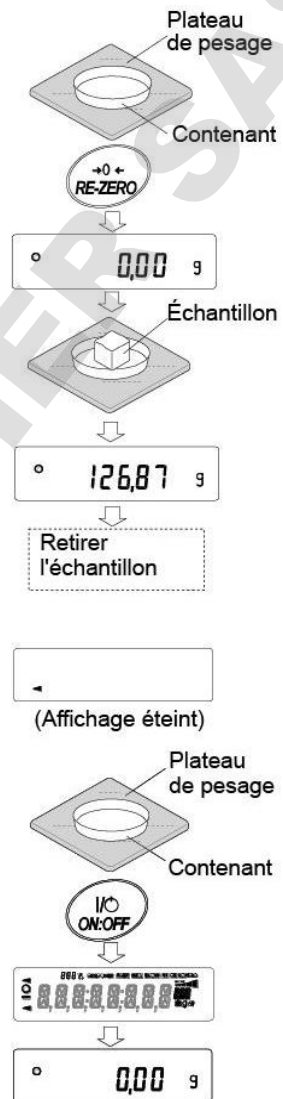 Plateau
de pesage
Contenant
→0←
RE-ZERO
0,00 g
Échantillon
126,87 g
Retirer
l'échantillon
(Affichage éteint)
Plateau
de pesage
Contenant
I/⏻
ON:OFF
0,00 g